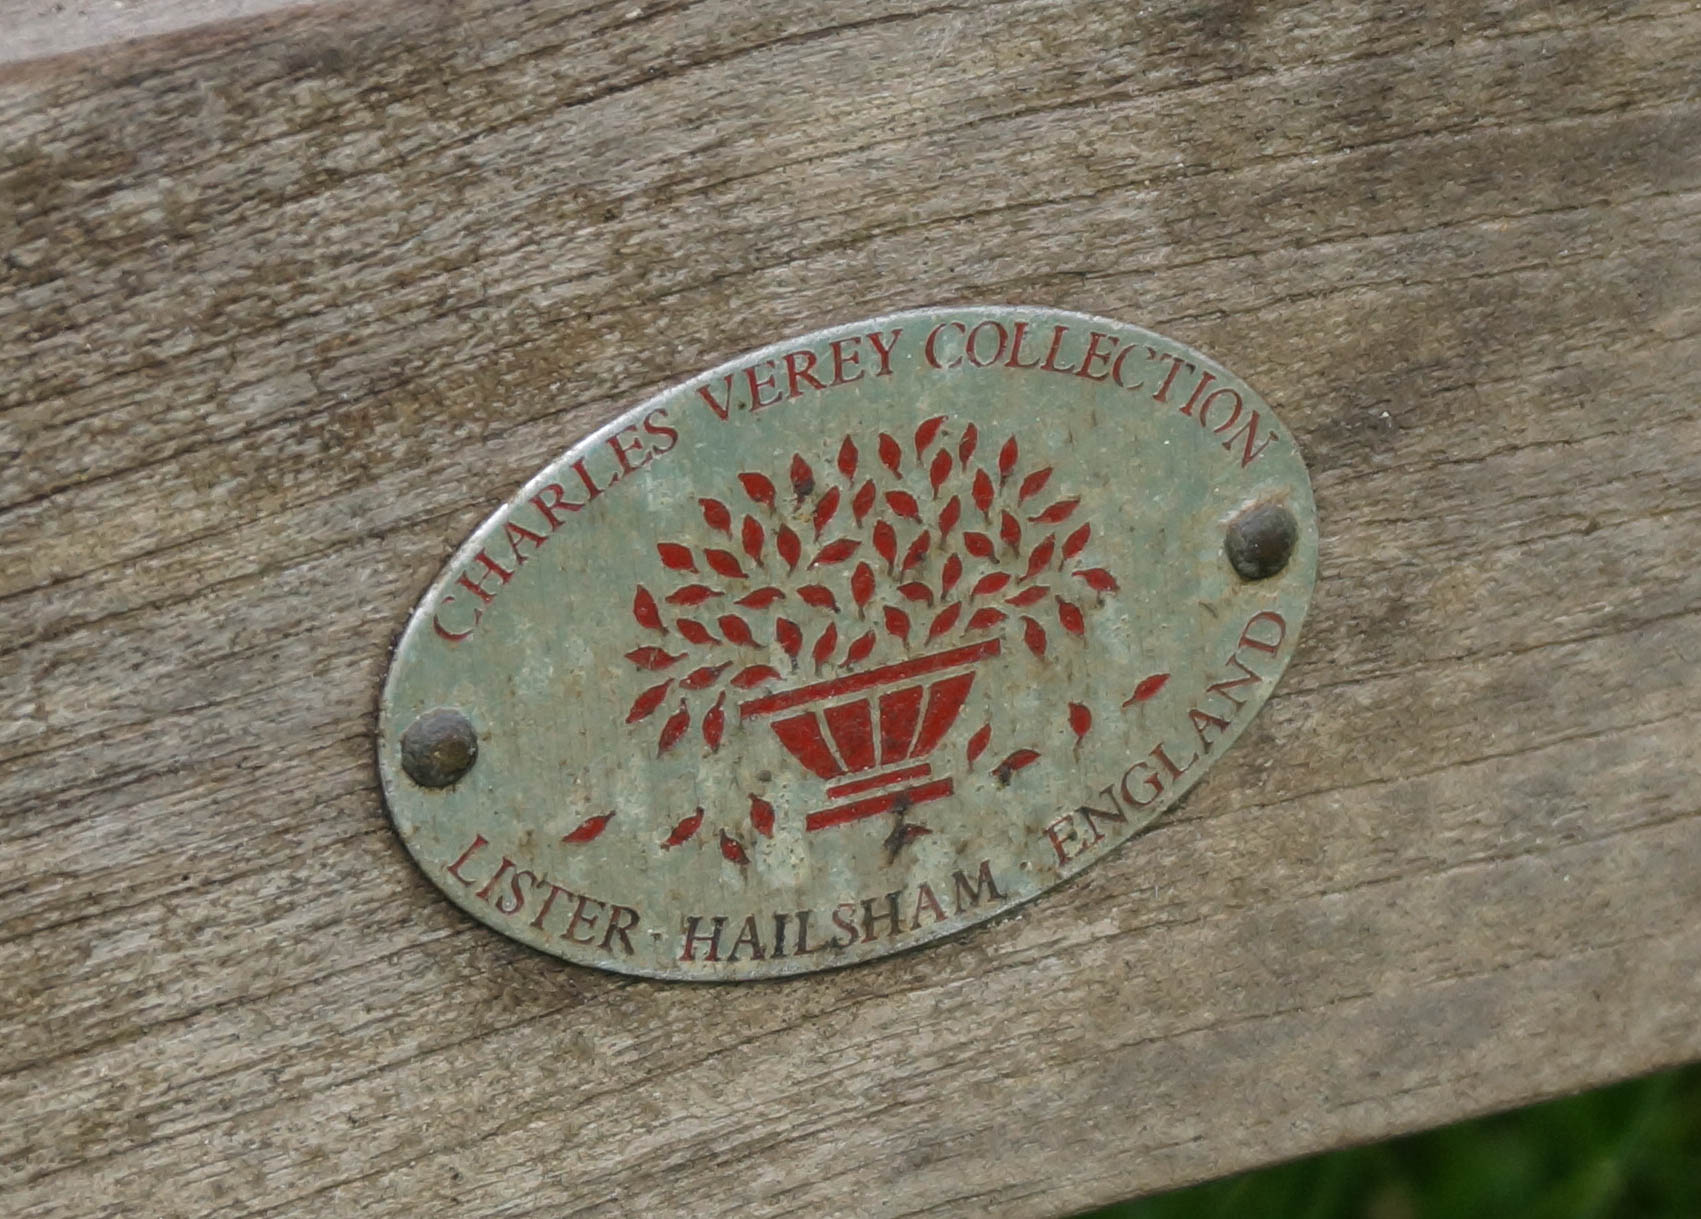 CHARLES VEREY COLLECTION
LISTER · HAILSHAM · ENGLAND